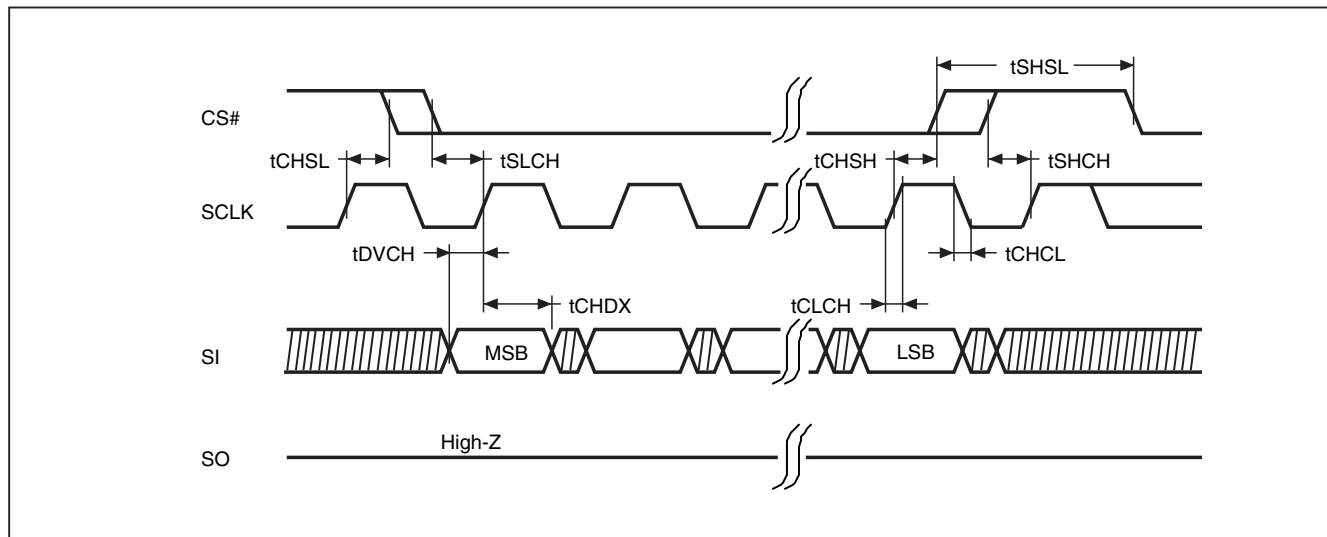 tSHSL
CS#
tCHSL
tSLCH
tCHSH
tSHCH
SCLK
tDVCH
tCHCL
tCHDX
tCLCH
SI
MSB
LSB
High-Z
SO